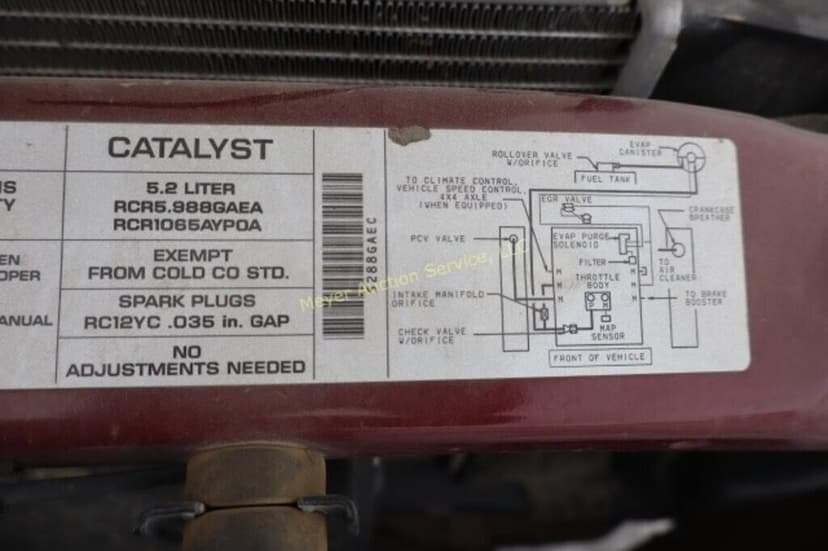 NS
TY
EN
OPER
ANUAL
CATALYST
5.2 LITER
RCR5.988GAEA
RCR1065AYP0A
EXEMPT
FROM COLD CO STD.
SPARK PLUGS
RC12YC .035 in. GAP
NO
ADJUSTMENTS NEEDED
288GAEC
ROLLOVER VALVE
W/ORIFICE
EVAP
CANISTER
FUEL TANK
TO CLIMATE CONTROL,
VEHICLE SPEED CONTROL,
4X4 AXLE
(WHEN EQUIPPED)
EGR VALVE
CRANKCASE
BREATHER
PCV VALVE
EVAP PURGE
SOLENOID
FILTER
TO
AIR
CLEANER
THROTTLE
BODY
M
M
M
M
M
M
INTAKE MANIFOLD
ORIFICE
TO BRAKE
BOOSTER
P M
CHECK VALVE
W/ORIFICE
MAP
SENSOR
FRONT OF VEHICLE
Meyer Auction Service, LLC